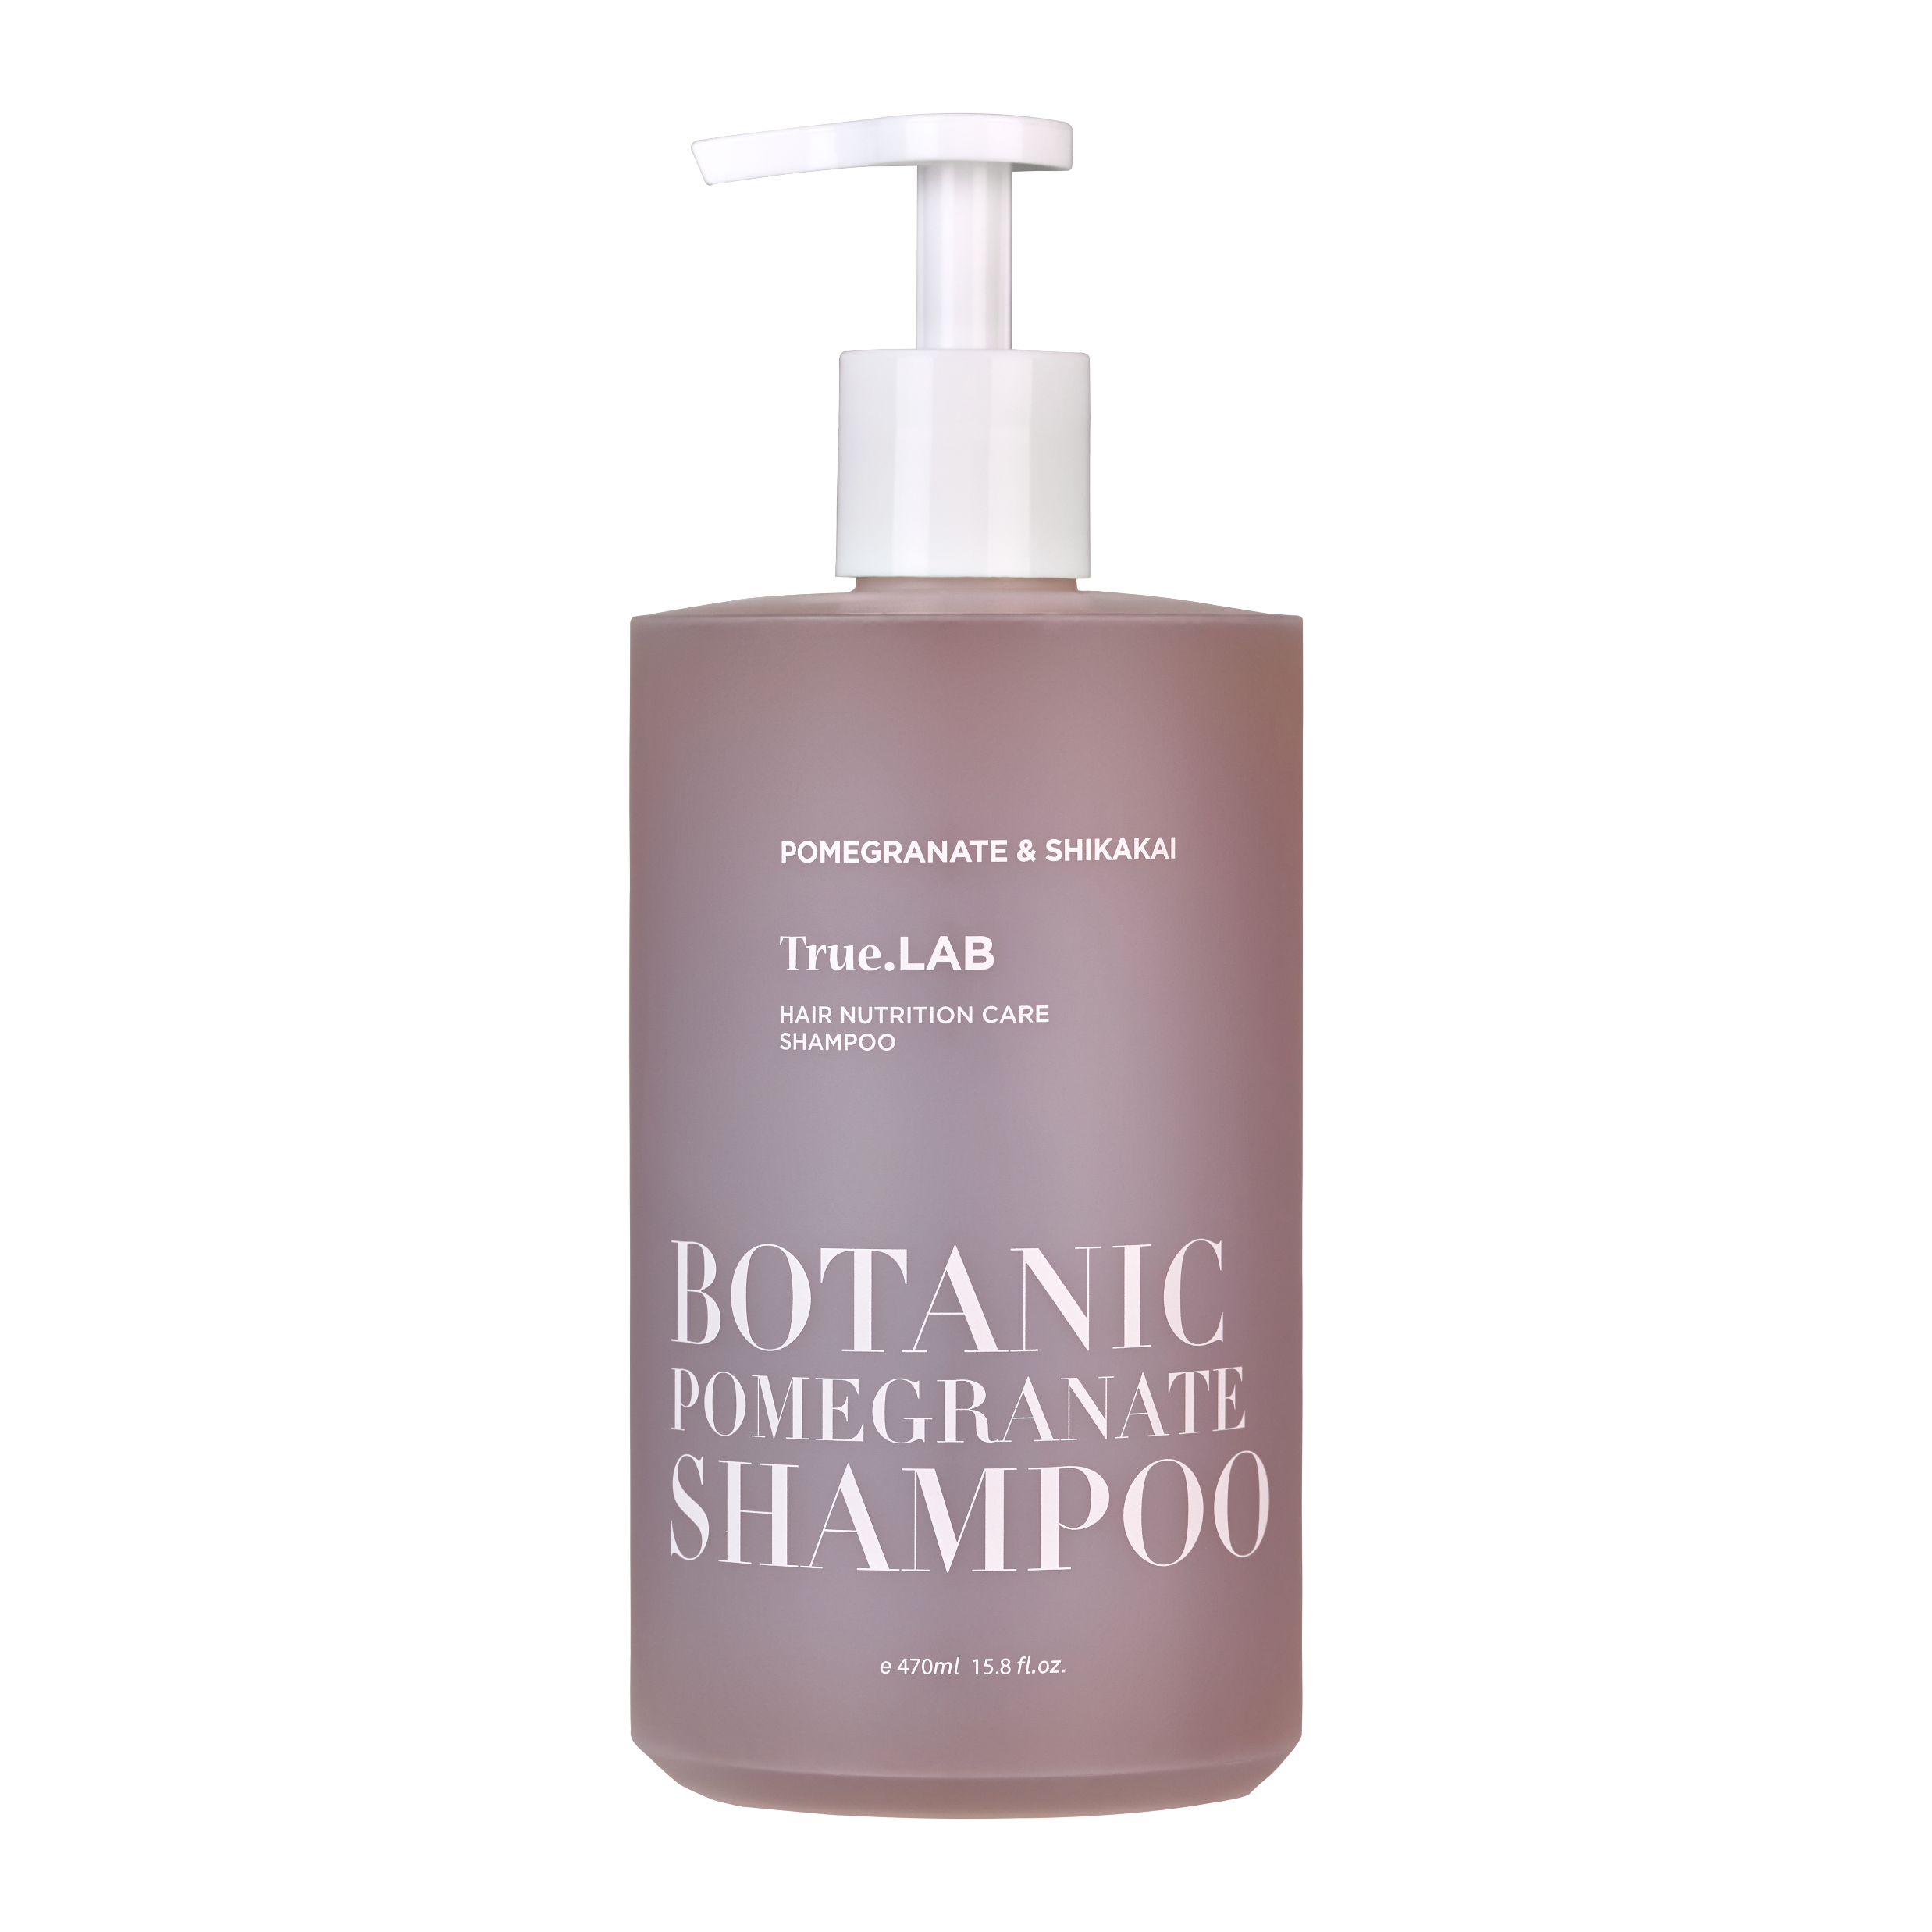 POMEGRANATE & SHIKAKAI
True.LAB
HAIR NUTRITION CARE
SHAMPOO
BOTANIC
POMEGRANATE
SHAMPOO
e 470ml 15.8 fl.oz.